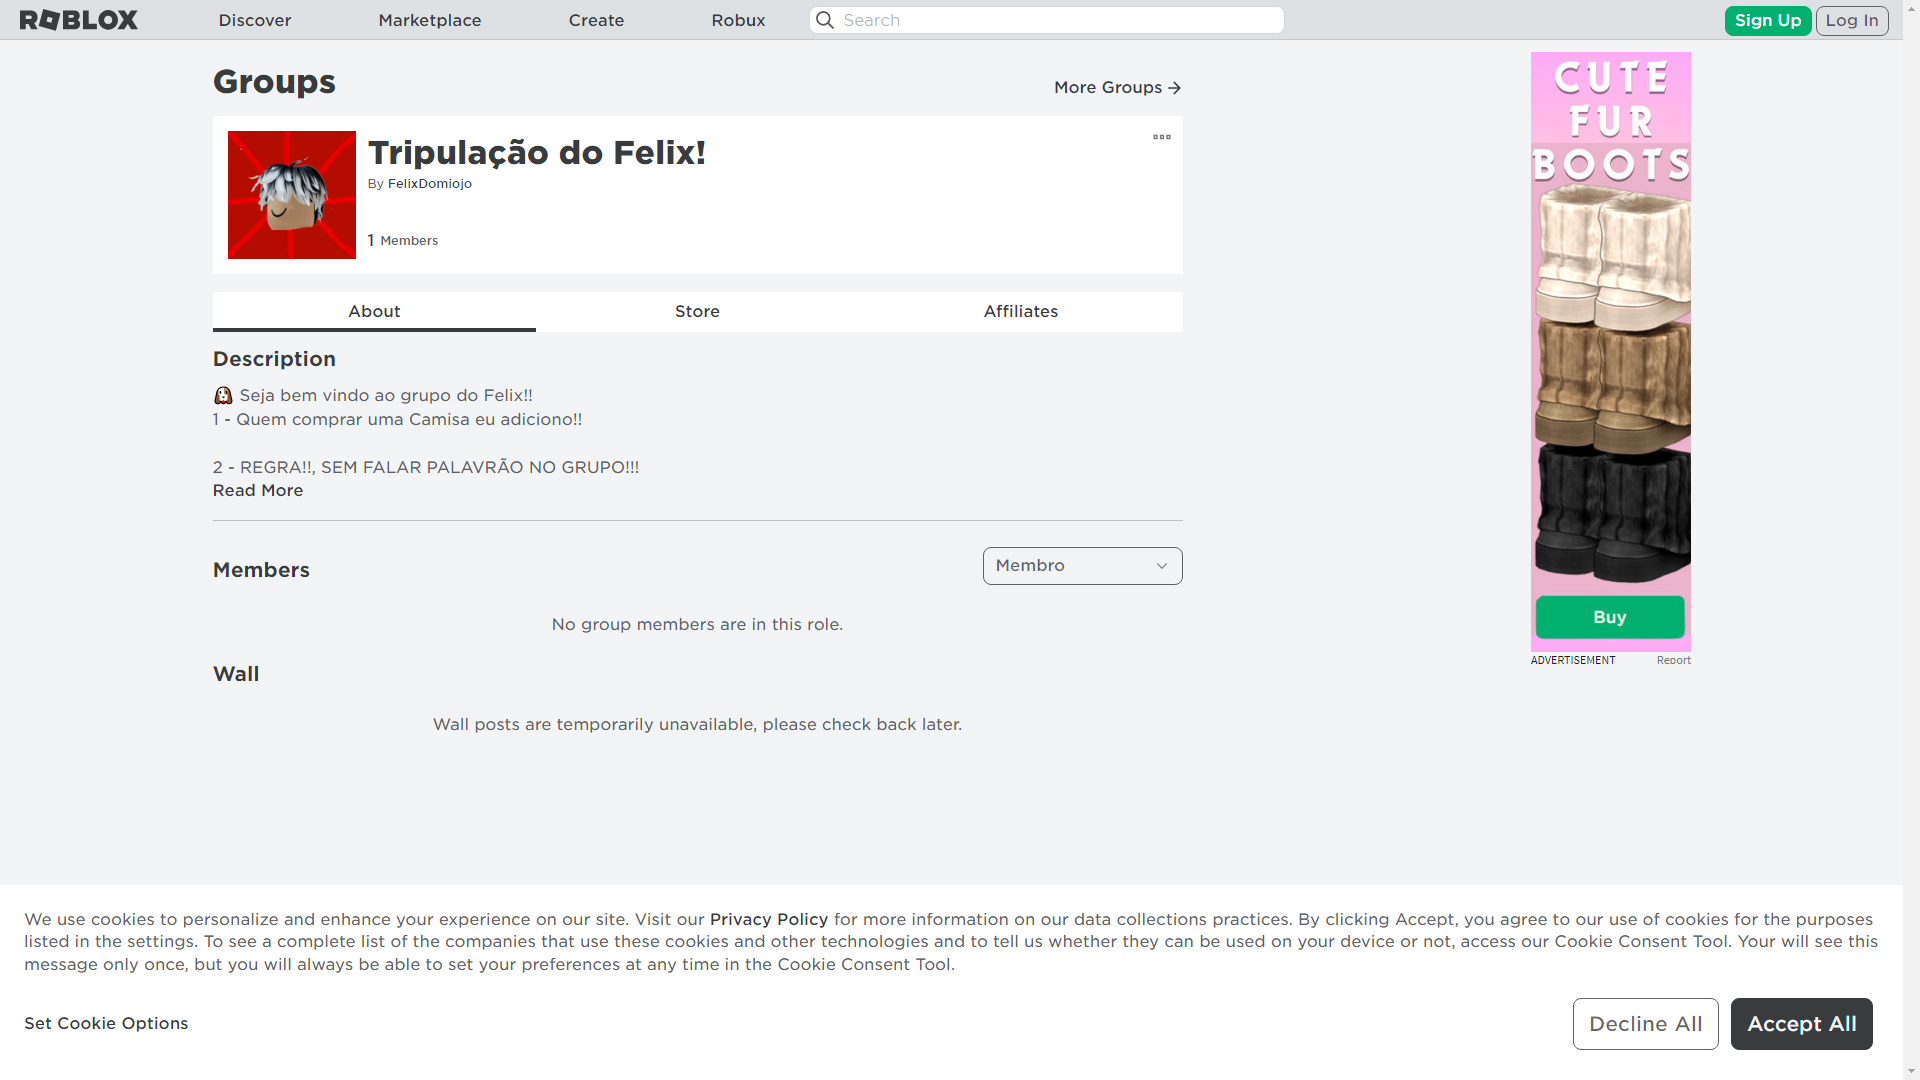 ROBLOX
Discover
Marketplace
Create
Robux
Search
Sign Up
Log In
Groups
More Groups
Tripulação do Felix!
By FelixDomiojo
1 Members
About
Store
Affiliates
Description
Seja bem vindo ao grupo do Felix!!
1 - Quem comprar uma Camisa eu adiciono!!
2 - REGRA!!, SEM FALAR PALAVRÃO NO GRUPO!!!
Read More
Members
Membro
No group members are in this role.
Wall
Wall posts are temporarily unavailable, please check back later.
CUTE
FUR
BOOTS
Buy
ADVERTISEMENT
Report
We use cookies to personalize and enhance your experience on our site. Visit our Privacy Policy for more information on our data collections practices. By clicking Accept, you agree to our use of cookies for the purposes
listed in the settings. To see a complete list of the companies that use these cookies and other technologies and to tell us whether they can be used on your device or not, access our Cookie Consent Tool. Your will see this
message only once, but you will always be able to set your preferences at any time in the Cookie Consent Tool.
Set Cookie Options
Decline All
Accept All